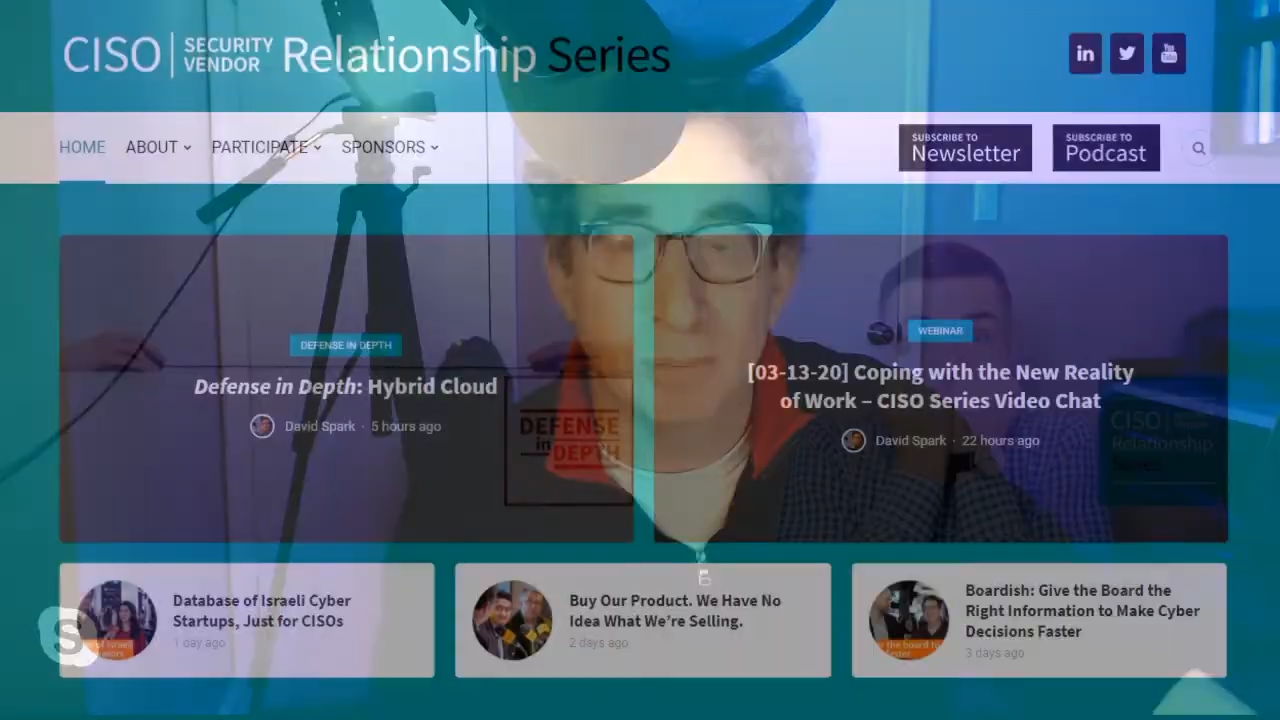 CISO SECURITY VENDOR Relationship Series
HOME ABOUT PARTICIPATE SPONSORS
SUBSCRIBE TO
Newsletter
SUBSCRIBE TO
Podcast
DEFENSE IN DEPTH
Defense in Depth: Hybrid Cloud
David Spark · 5 hours ago
DEFENSE
in
DEPTH
WEBINAR
[03-13-20] Coping with the New Reality
of Work – CISO Series Video Chat
David Spark · 22 hours ago
CISO
Relationship
Series
Database of Israeli Cyber
Startups, Just for CISOs
1 day ago
Buy Our Product. We Have No
Idea What We're Selling.
2 days ago
Boardish: Give the Board the
Right Information to Make Cyber
Decisions Faster
3 days ago